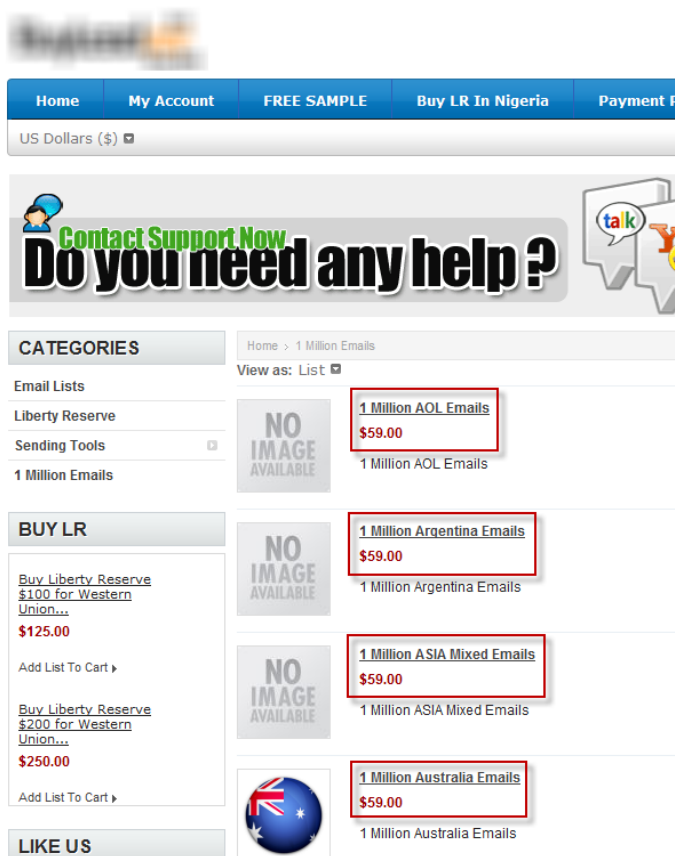 Home
My Account
FREE SAMPLE
Buy LR In Nigeria
Payment
US Dollars ($)
Contact Support Now
Do you need any help ?
talk
CATEGORIES
Email Lists
Liberty Reserve
Sending Tools
1 Million Emails
BUY LR
Buy Liberty Reserve
$100 for Western
Union...
$125.00
Add List To Cart
Buy Liberty Reserve
$200 for Western
Union...
$250.00
Add List To Cart
LIKE US
Home > 1 Million Emails
View as: List
NO
IMAGE
AVAILABLE
1 Million AOL Emails
$59.00
1 Million AOL Emails
NO
IMAGE
AVAILABLE
1 Million Argentina Emails
$59.00
1 Million Argentina Emails
NO
IMAGE
AVAILABLE
1 Million ASIA Mixed Emails
$59.00
1 Million ASIA Mixed Emails
1 Million Australia Emails
$59.00
1 Million Australia Emails